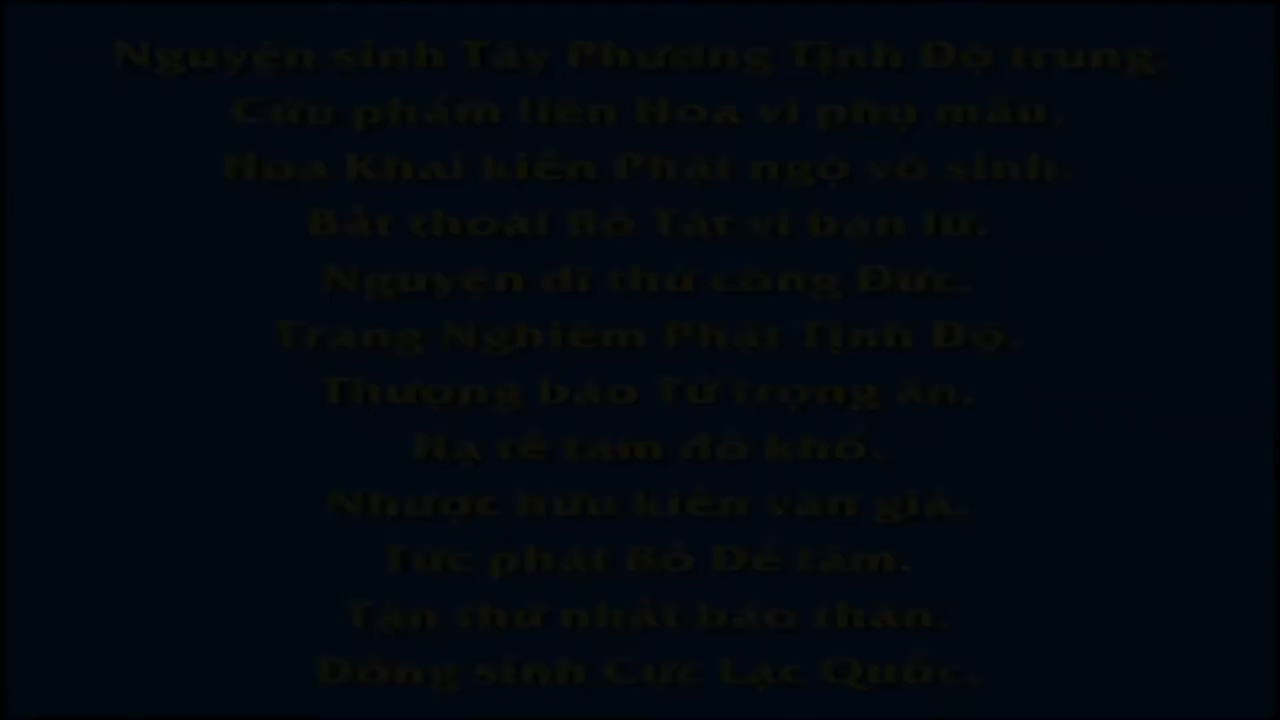 Nguyện sinh Tây Phương Tịnh Độ trung.
Cửu phẩm liên Hoa vi phụ mẫu.
Hoa Khai kiến Phật ngộ vô sinh.
Bất thoái Bồ Tát vi bạn lữ.
Nguyện dĩ thử công Đức.
Trang Nghiêm Phật Tịnh Độ.
Thượng báo Tứ trọng ân.
Hạ tế tam đồ khổ.
Nhược hữu kiến văn giả.
Tức phát Bồ Đề tâm.
Tận thử nhất báo thân.
Đồng sinh Cực Lạc Quốc.